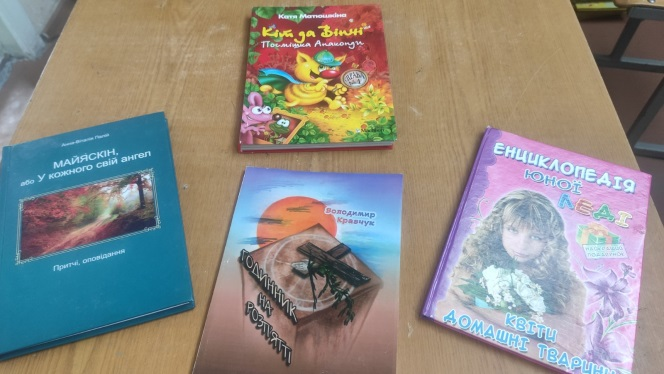 Катя Матюшкіна
Кіт да Вінчі
Посмішка Анаконди
МАЙЯСКІН,
або У кожного свій ангел
Притчі, оповідання
Володимир
Кравчук
ГОДИННИК
НА
РОЗП'ЯТТІ
ЕНЦИКЛОПЕДІЯ
ЮНОЇ
ЛЕДІ
КВІТИ
ДОМАШНІ ТВАРИНИ